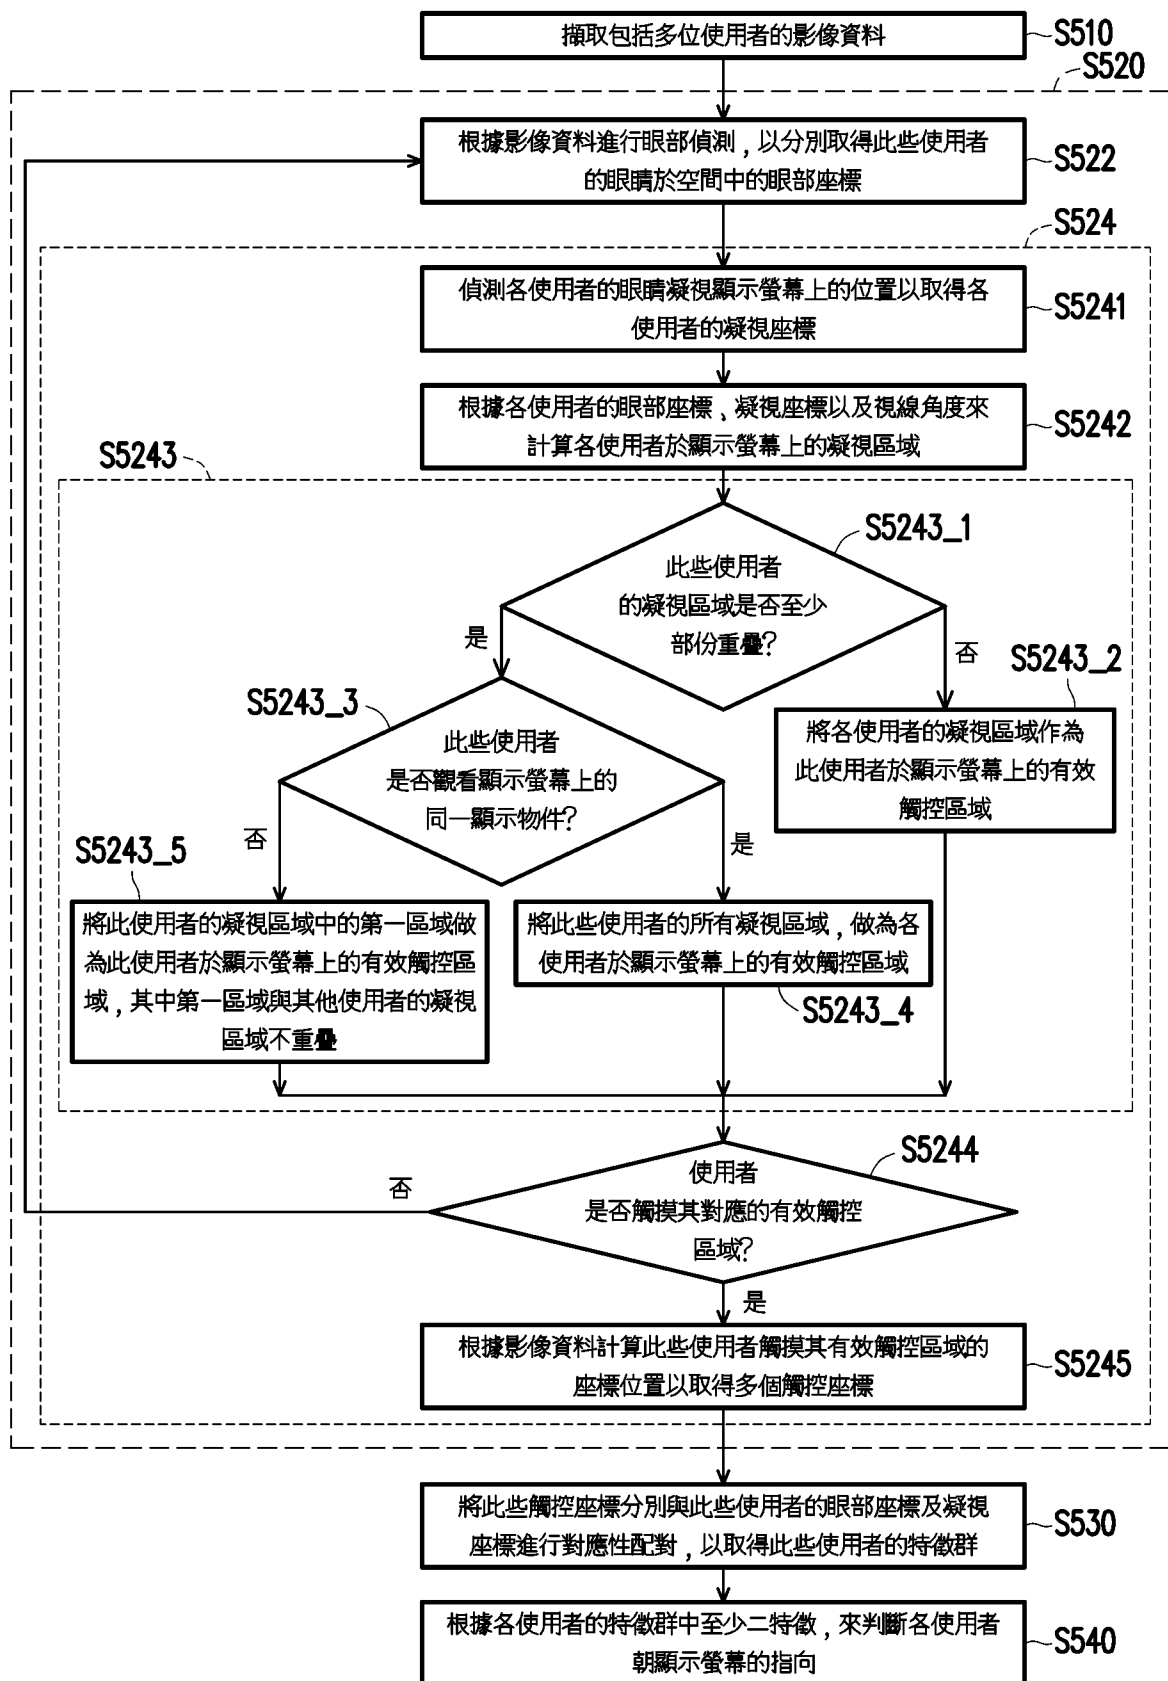 擷取包括多位使用者的影像資料
S510
S520
根據影像資料進行眼部偵測，以分別取得此些使用者
的眼睛於空間中的眼部座標
S522
S524
偵測各使用者的眼睛凝視顯示螢幕上的位置以取得各
使用者的凝視座標
S5241
根據各使用者的眼部座標、凝視座標以及視線角度來
計算各使用者於顯示螢幕上的凝視區域
S5242
S5243
S5243_1
此些使用者
的凝視區域是否至少
部份重疊?
是
否
S5243_2
將各使用者的凝視區域作為
此使用者於顯示螢幕上的有效
觸控區域
S5243_3
此些使用者
是否觀看顯示螢幕上的
同一顯示物件?
否
是
S5243_5
將此使用者的凝視區域中的第一區域做
為此使用者於顯示螢幕上的有效觸控區
域，其中第一區域與其他使用者的凝視
區域不重疊
將此些使用者的所有凝視區域，做為各
使用者於顯示螢幕上的有效觸控區域
S5243_4
S5244
使用者
是否觸摸其對應的有效觸控
區域?
否
是
根據影像資料計算此些使用者觸摸其有效觸控區域的
座標位置以取得多個觸控座標
S5245
將此些觸控座標分別與此些使用者的眼部座標及凝視
座標進行對應性配對，以取得此些使用者的特徵群
S530
根據各使用者的特徵群中至少二特徵，來判斷各使用者
朝顯示螢幕的指向
S540